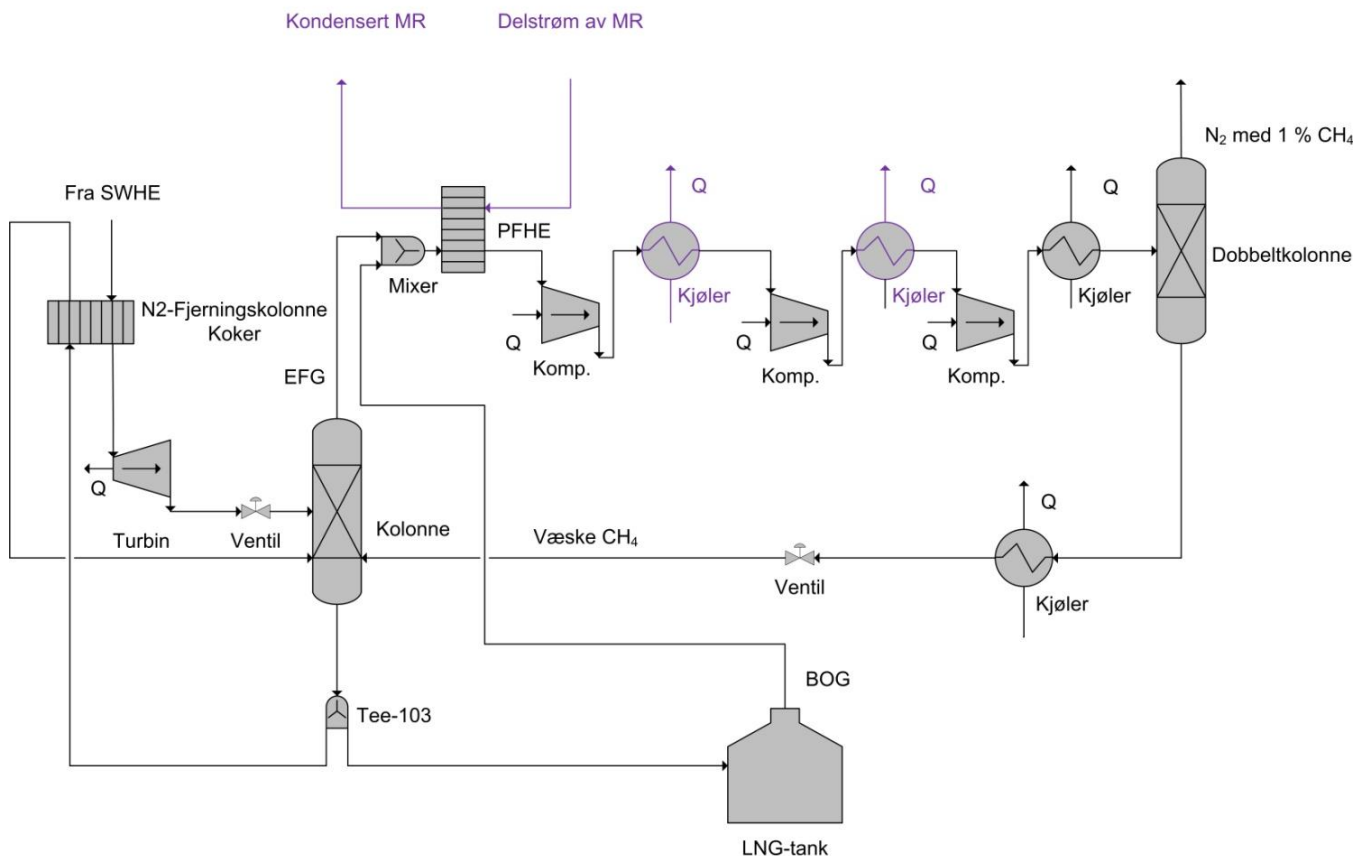 Kondensert MR
Delstrøm av MR
N₂ med 1 % CH₄
Q
Q
Q
Fra SWHE
PFHE
Dobbeltkolonne
Mixer
Kjøler
Kjøler
Kjøler
N2-Fjerningskolonne
Koker
Q
Q
Q
Komp.
Komp.
Komp.
EFG
Q
Q
Kolonne
Væske CH₄
Turbin
Ventil
Ventil
Kjøler
BOG
Tee-103
LNG-tank